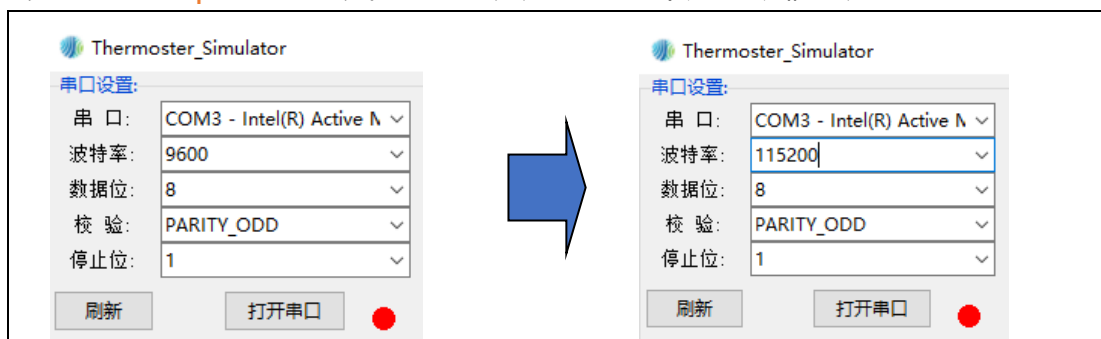 Thermoster_Simulator
串口设置:
串 口: COM3 - Intel(R) Active
波特率: 9600
数据位: 8
校 验: PARITY_ODD
停止位: 1
刷新 打开串口
Thermoster_Simulator
串口设置:
串 口: COM3 - Intel(R) Active
波特率: 115200
数据位: 8
校 验: PARITY_ODD
停止位: 1
刷新 打开串口